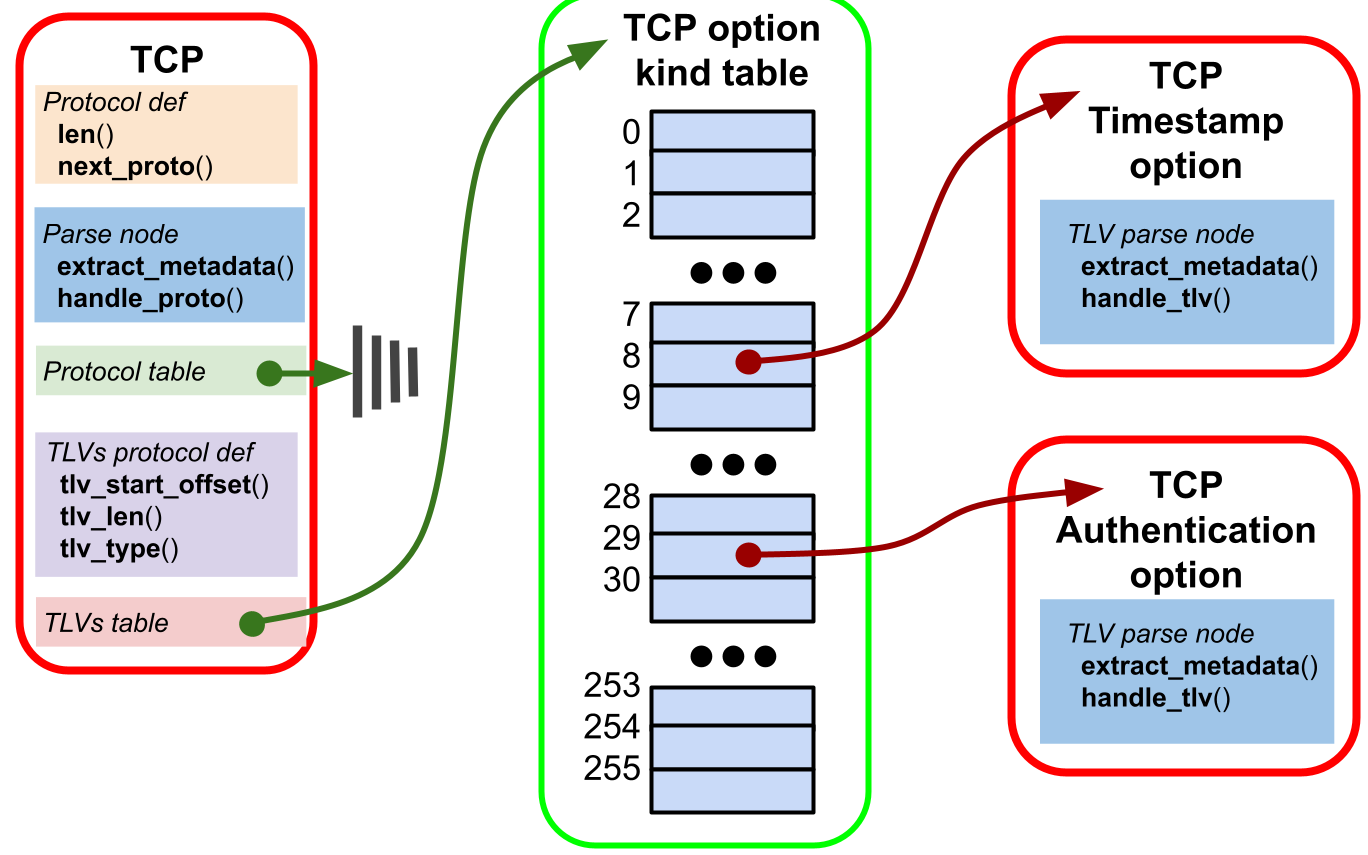 TCP
Protocol def
len()
next_proto()
Parse node
extract_metadata()
handle_proto()
Protocol table
TLVs protocol def
tlv_start_offset()
tlv_len()
tlv_type()
TLVs table
TCP option
kind table
0
1
2
7
8
9
28
29
30
253
254
255
TCP
Timestamp
option
TLV parse node
extract_metadata()
handle_tlv()
TCP
Authentication
option
TLV parse node
extract_metadata()
handle_tlv()